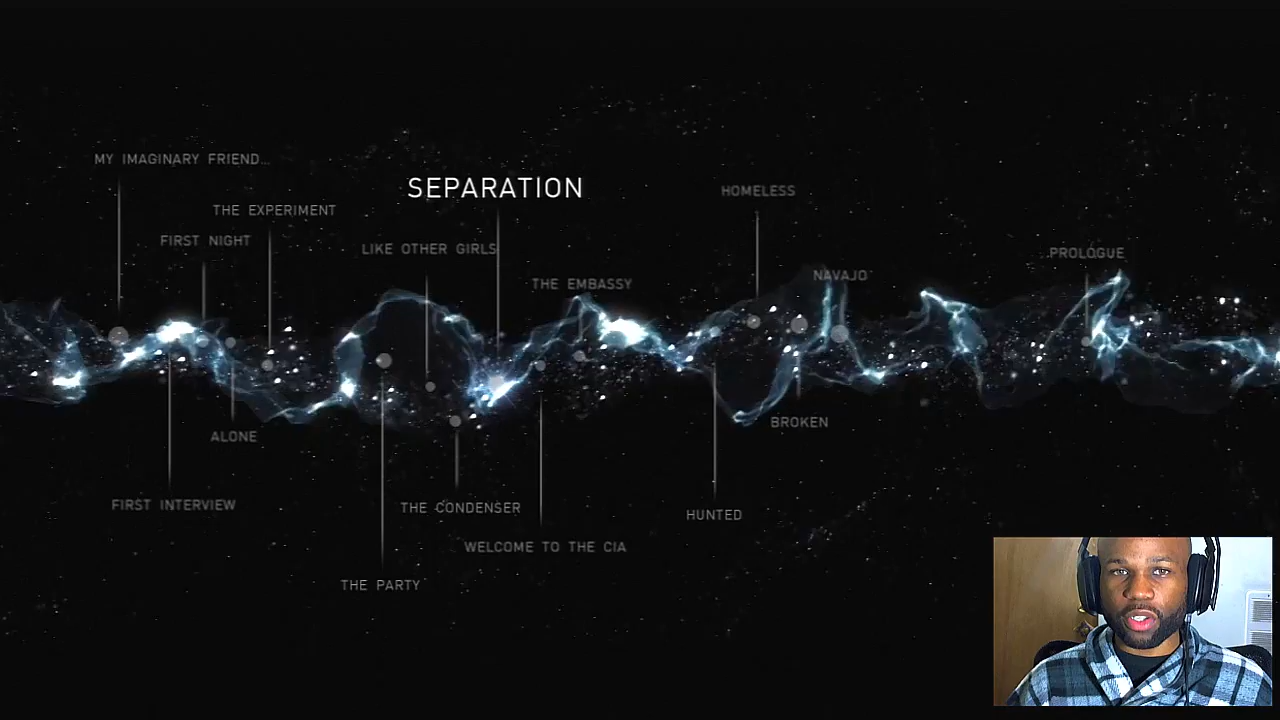 MY IMAGINARY FRIEND...
SEPARATION
HOMELESS
THE EXPERIMENT
FIRST NIGHT
LIKE OTHER GIRLS
PROLOGUE
NAVAJO
THE EMBASSY
BROKEN
ALONE
FIRST INTERVIEW
THE CONDENSER
HUNTED
WELCOME TO THE CIA
THE PARTY